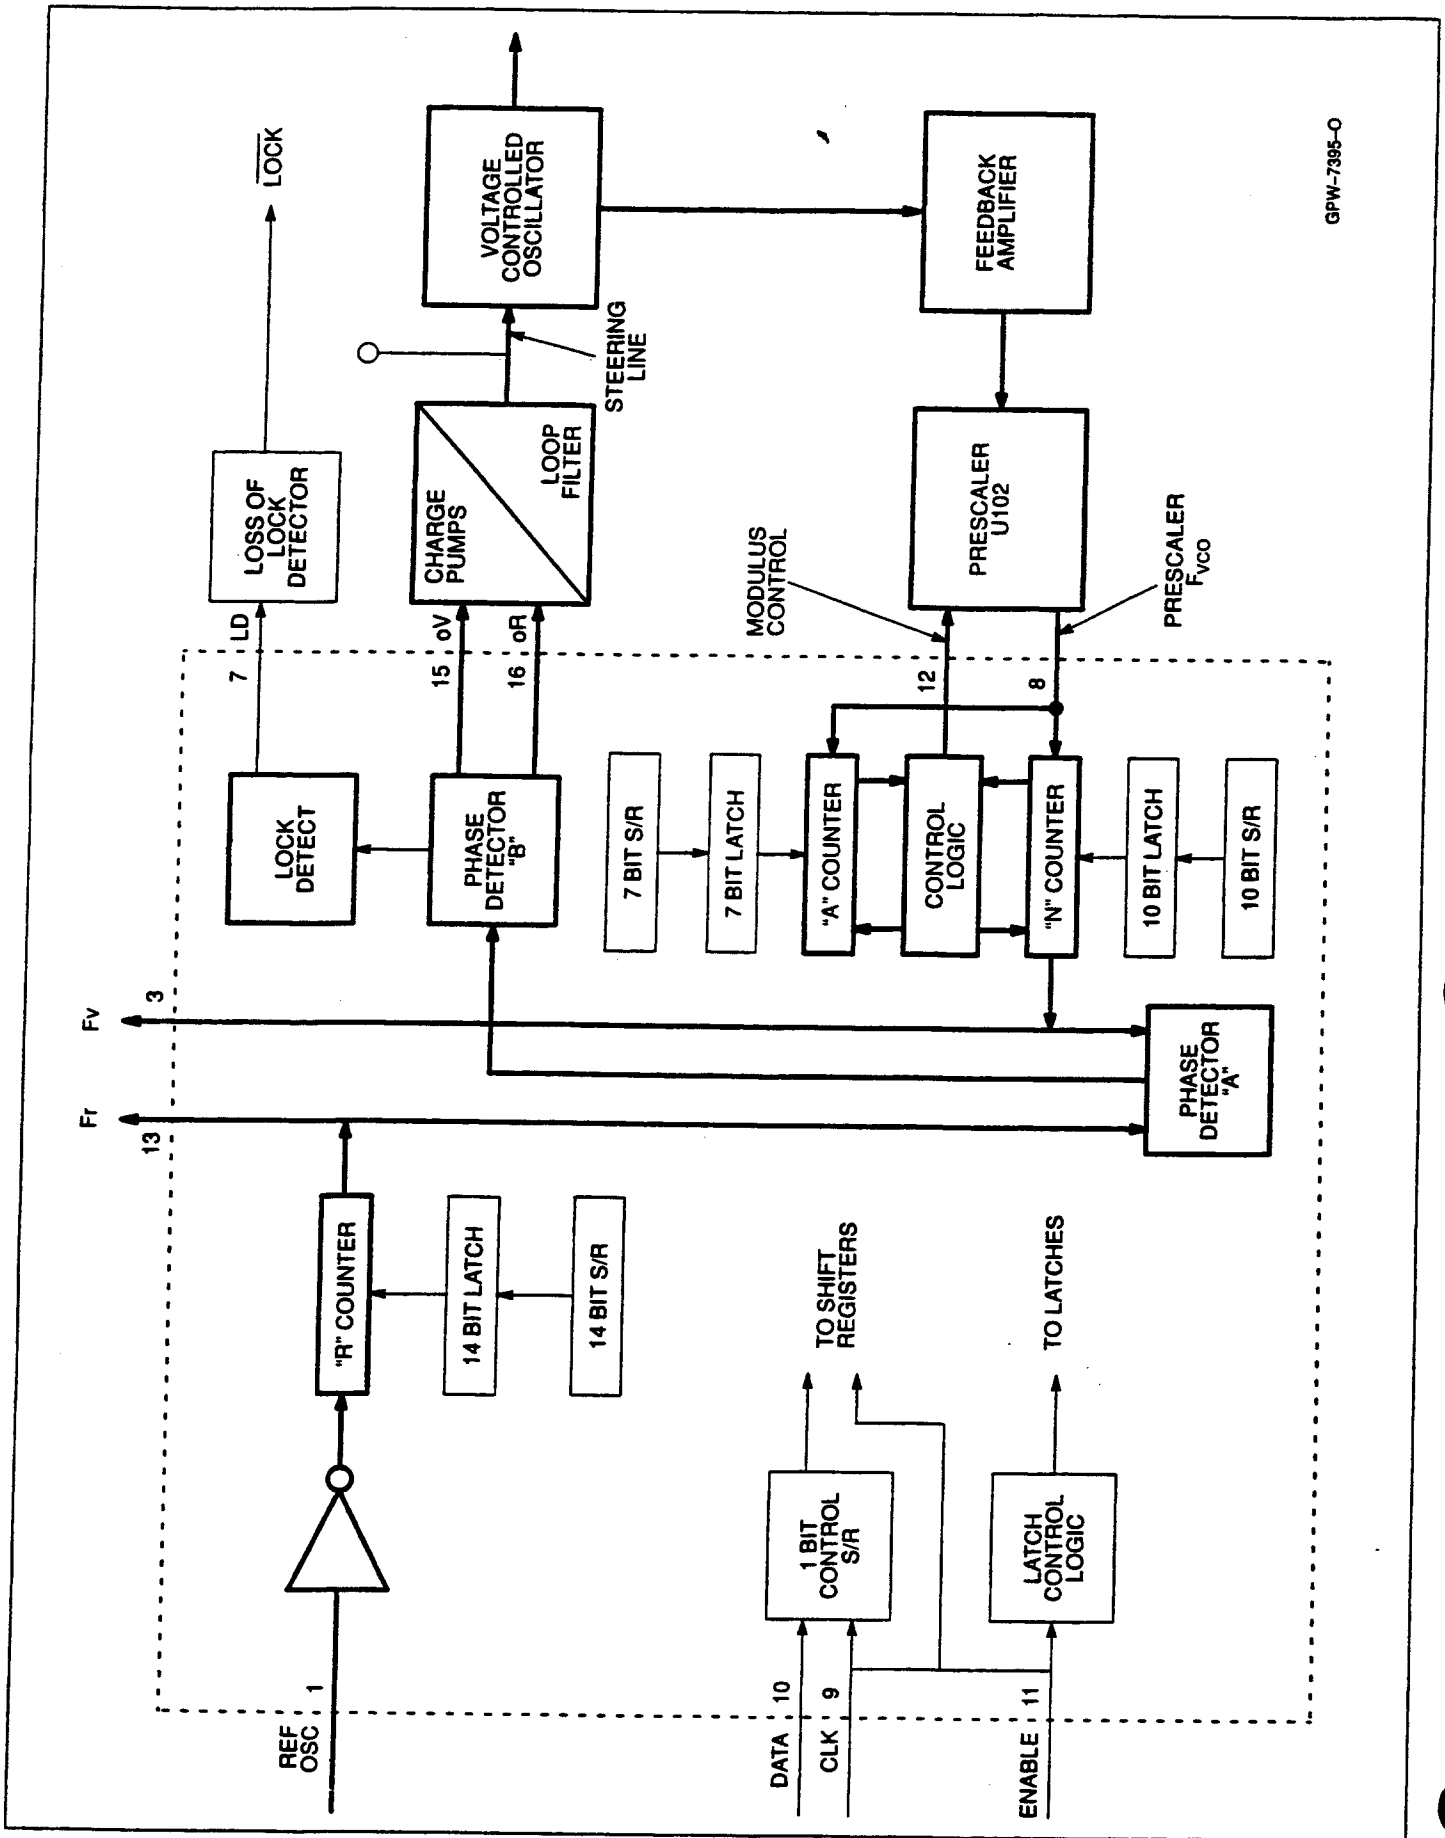 REF
OSC
1
"R" COUNTER
14 BIT LATCH
14 BIT S/R
13
Fr
3
Fv
LOCK
DETECT
7
LD
LOSS OF
LOCK
DETECTOR
LOCK
PHASE
DETECTOR
"B"
15
oV
16
oR
CHARGE
PUMPS
LOOP
FILTER
STEERING
LINE
VOLTAGE
CONTROLLED
OSCILLATOR
7 BIT S/R
7 BIT LATCH
"A" COUNTER
CONTROL
LOGIC
"N" COUNTER
10 BIT LATCH
10 BIT S/R
12
8
MODULUS
CONTROL
PRESCALER
U102
PRESCALER
FVCO
FEEDBACK
AMPLIFIER
PHASE
DETECTOR
"A"
DATA
10
CLK
9
ENABLE
11
1 BIT
CONTROL
S/R
LATCH
CONTROL
LOGIC
TO SHIFT
REGISTERS
TO LATCHES
GPW-7395-O